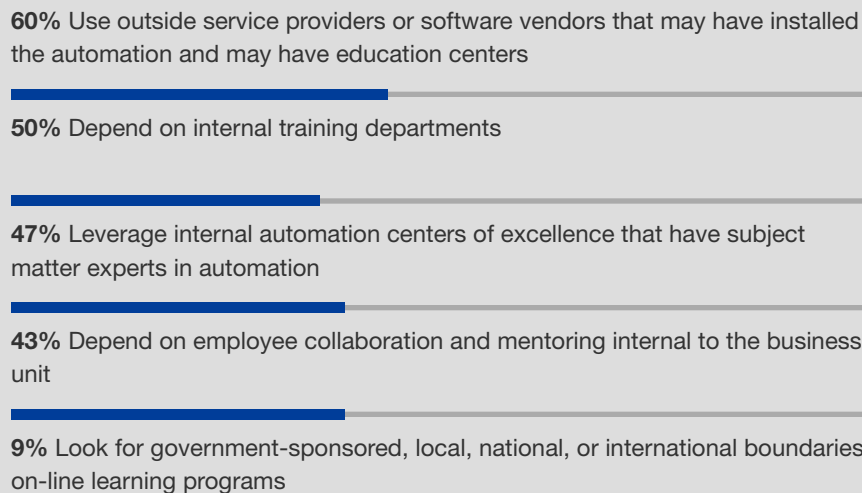 60% Use outside service providers or software vendors that may have installed
the automation and may have education centers
50% Depend on internal training departments
47% Leverage internal automation centers of excellence that have subject
matter experts in automation
43% Depend on employee collaboration and mentoring internal to the business
unit
9% Look for government-sponsored, local, national, or international boundaries
on-line learning programs